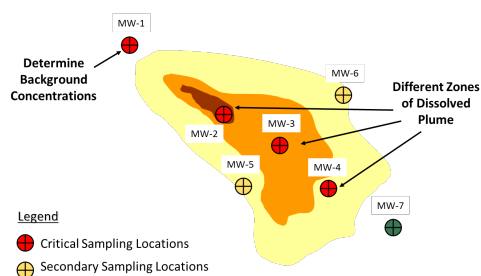 MW-1
Determine
Background
Concentrations
MW-6
Different Zones
of Dissolved
Plume
MW-2
MW-3
MW-5
MW-4
MW-7
Legend
Critical Sampling Locations
Secondary Sampling Locations